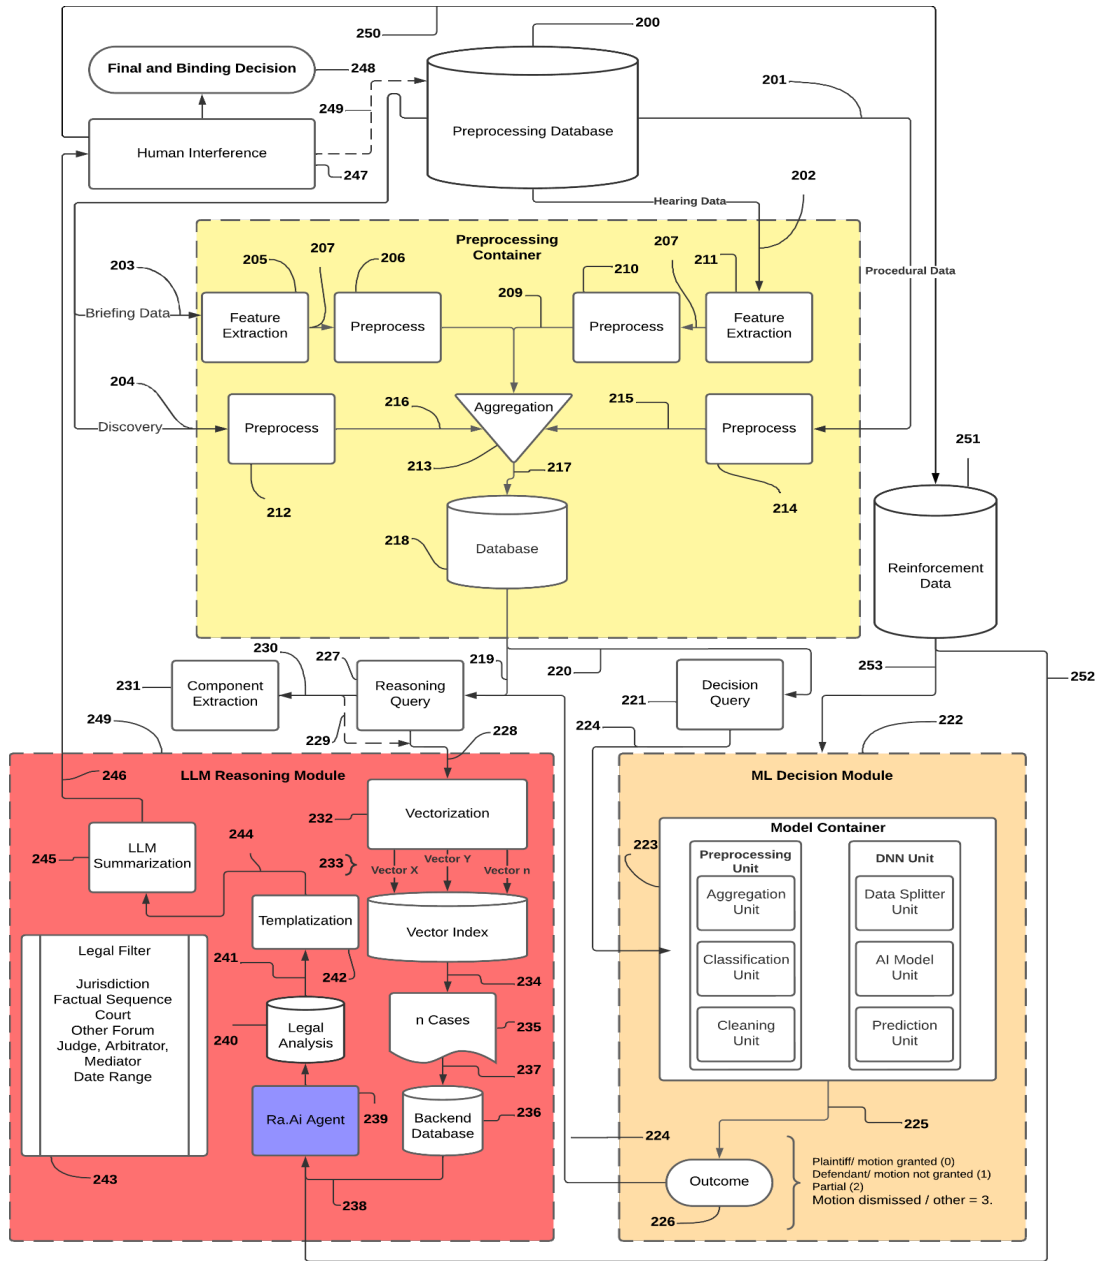 200
250
Final and Binding Decision
248
201
249
Preprocessing Database
Human Interference
247
202
Hearing Data
Preprocessing
Container
207
207
203
205
206
210
211
Procedural Data
209
Briefing Data
Feature
Extraction
Preprocess
Preprocess
Feature
Extraction
204
216
215
Aggregation
Discovery
Preprocess
Preprocess
251
213
217
212
214
218
Database
Reinforcement
Data
230
227
219
220
253
252
231
Component
Extraction
Reasoning
Query
Decision
Query
221
249
229
228
224
222
246
LLM Reasoning Module
ML Decision Module
232
Vectorization
Model Container
244
245
LLM
Summarization
233
Vector X
Vector Y
Vector n
223
Preprocessing
Unit
DNN Unit
Aggregation
Unit
Data Splitter
Unit
Templatization
Vector Index
Legal Filter
Jurisdiction
Factual Sequence
Court
Other Forum
Judge, Arbitrator,
Mediator
Date Range
241
242
234
Classification
Unit
AI Model
Unit
n Cases
235
240
Legal
Analysis
Cleaning
Unit
Prediction
Unit
237
Ra.Ai Agent
239
Backend
Database
236
224
225
243
238
Outcome
226
Plaintiff/ motion granted (0)
Defendant/ motion not granted (1)
Partial (2)
Motion dismissed / other = 3.